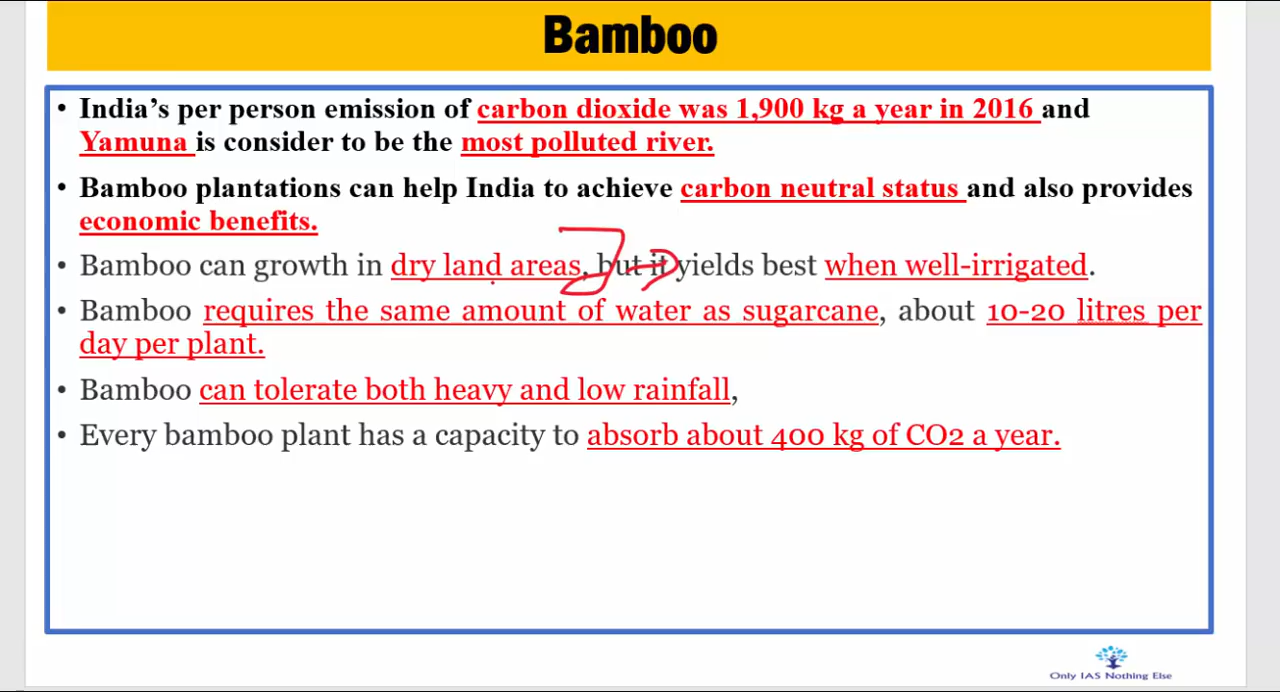 Bamboo
• India's per person emission of carbon dioxide was 1,900 kg a year in 2016 and
Yamuna is consider to be the most polluted river.
• Bamboo plantations can help India to achieve carbon neutral status and also provides
economic benefits.
• Bamboo can growth in dry land areas, but it yields best when well-irrigated.
• Bamboo requires the same amount of water as sugarcane, about 10-20 litres per
day per plant.
• Bamboo can tolerate both heavy and low rainfall,
• Every bamboo plant has a capacity to absorb about 400 kg of CO2 a year.
Only IAS Nothing Else